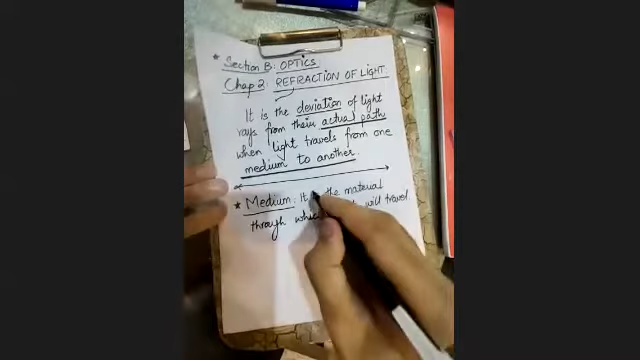 * Section B: OPTICS
Chap 2: REFRACTION OF LIGHT
It is the deviation of light
rays from their actual path
when light travels from one
medium to another.
* Medium: It the material
through will travel.